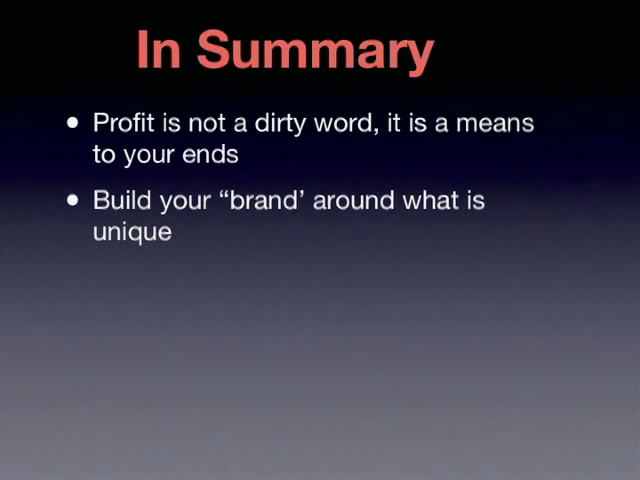 In Summary
• Profit is not a dirty word, it is a means
to your ends
• Build your “brand’ around what is
unique